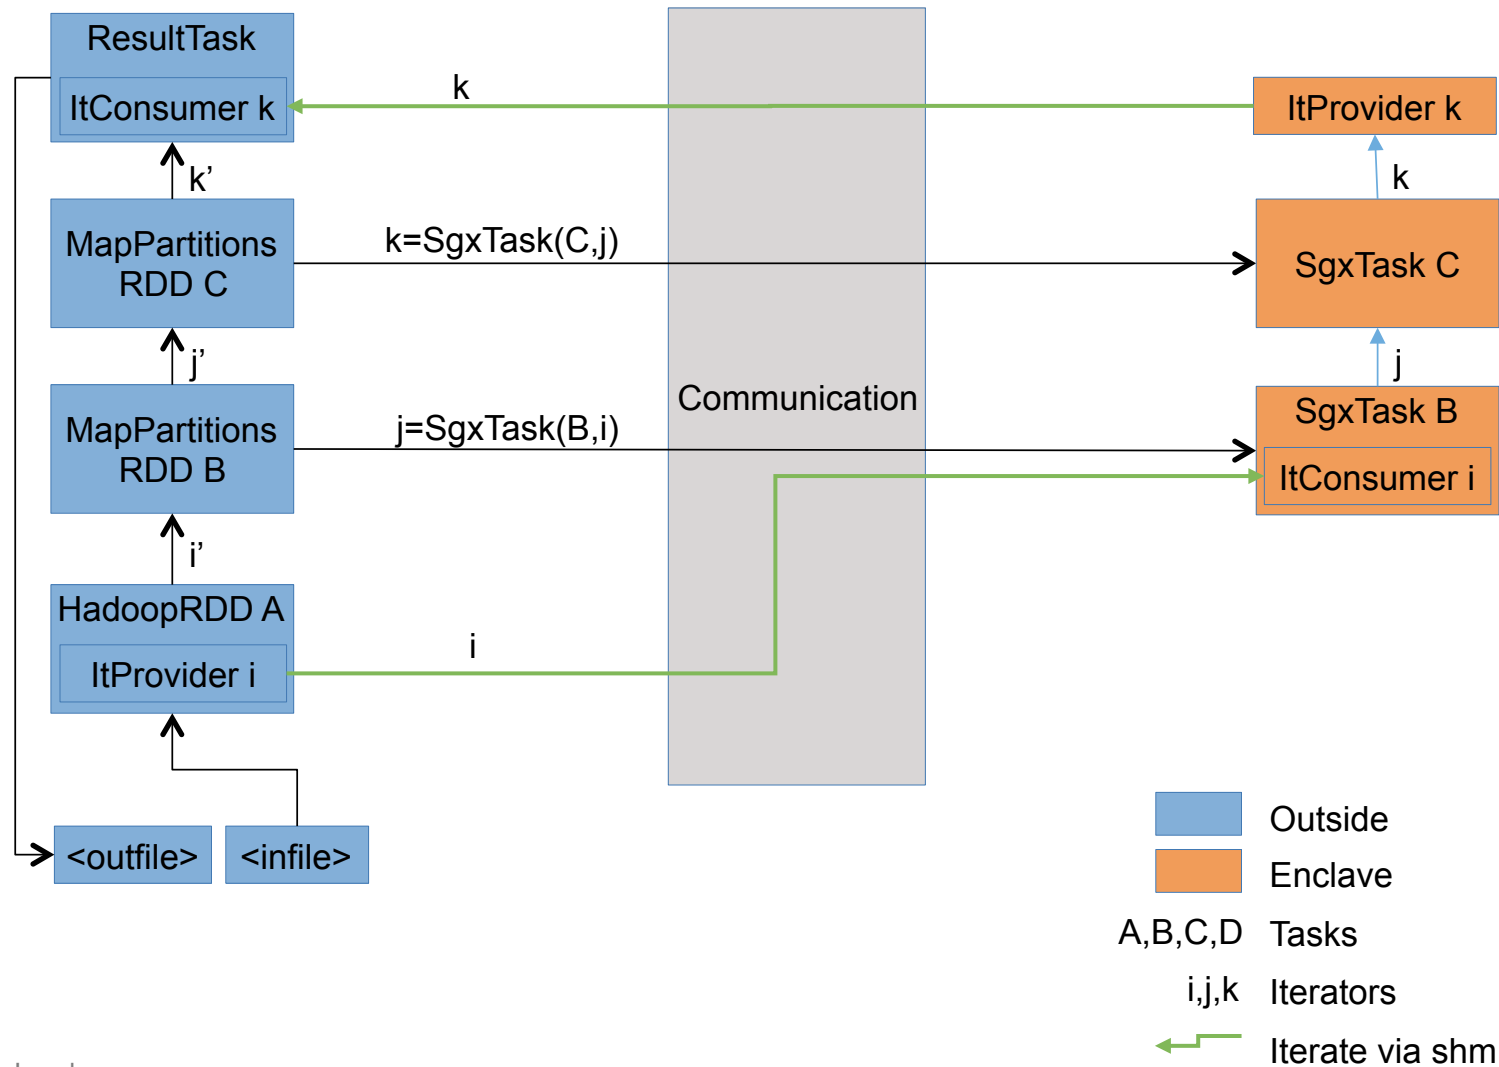 ResultTask
ItConsumer k
k
ItProvider k
k’
k
MapPartitions
RDD C
k=SgxTask(C,j)
SgxTask C
j’
j
MapPartitions
RDD B
j=SgxTask(B,i)
Communication
SgxTask B
ItConsumer i
i’
HadoopRDD A
ItProvider i
i
<outfile>
<infile>
Outside
Enclave
A,B,C,D Tasks
i,j,k Iterators
Iterate via shm